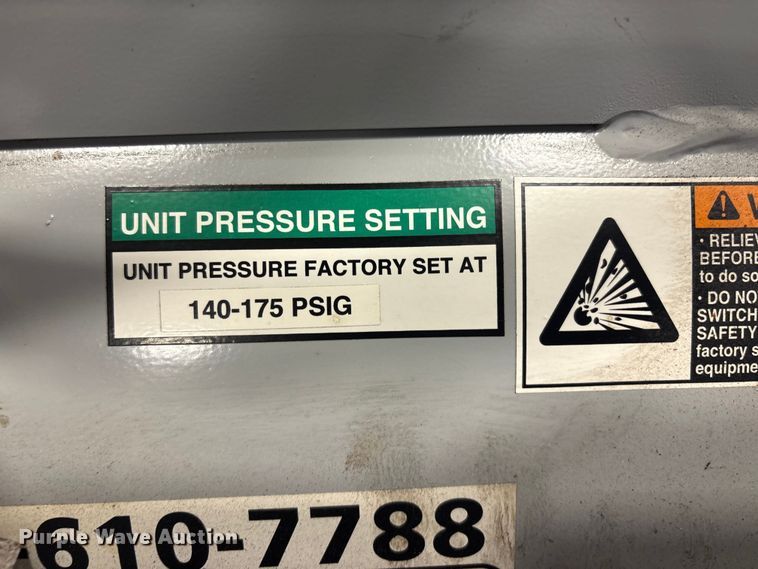 UNIT PRESSURE SETTING
UNIT PRESSURE FACTORY SET AT
140-175 PSIG
• RELIEV
BEFORE
to do so
• DO NO
SWITCH
SAFETY
factory s
equipme
-610-7788
Purple Wave Auction